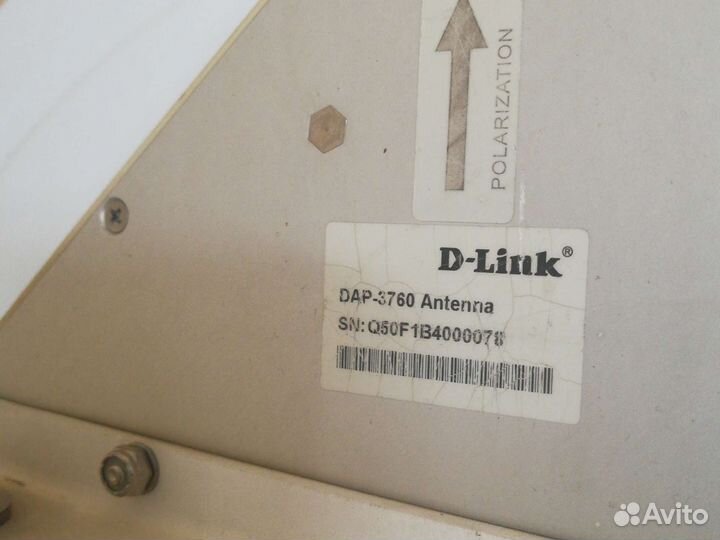 POLARIZATION
D-Link®
DAP-3760 Antenna
SN: Q50F1B4000078
Avito